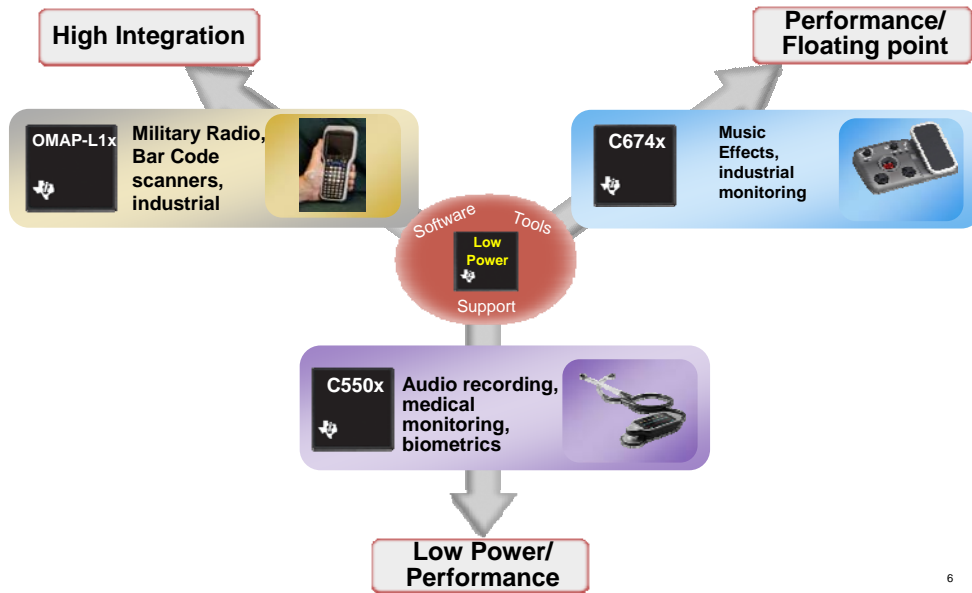 High Integration
Performance/
Floating point
OMAP-L1x
Military Radio,
Bar Code
scanners,
industrial
C674x
Music
Effects,
industrial
monitoring
Software
Tools
Low
Power
Support
C550x
Audio recording,
medical
monitoring,
biometrics
Low Power/
Performance
6